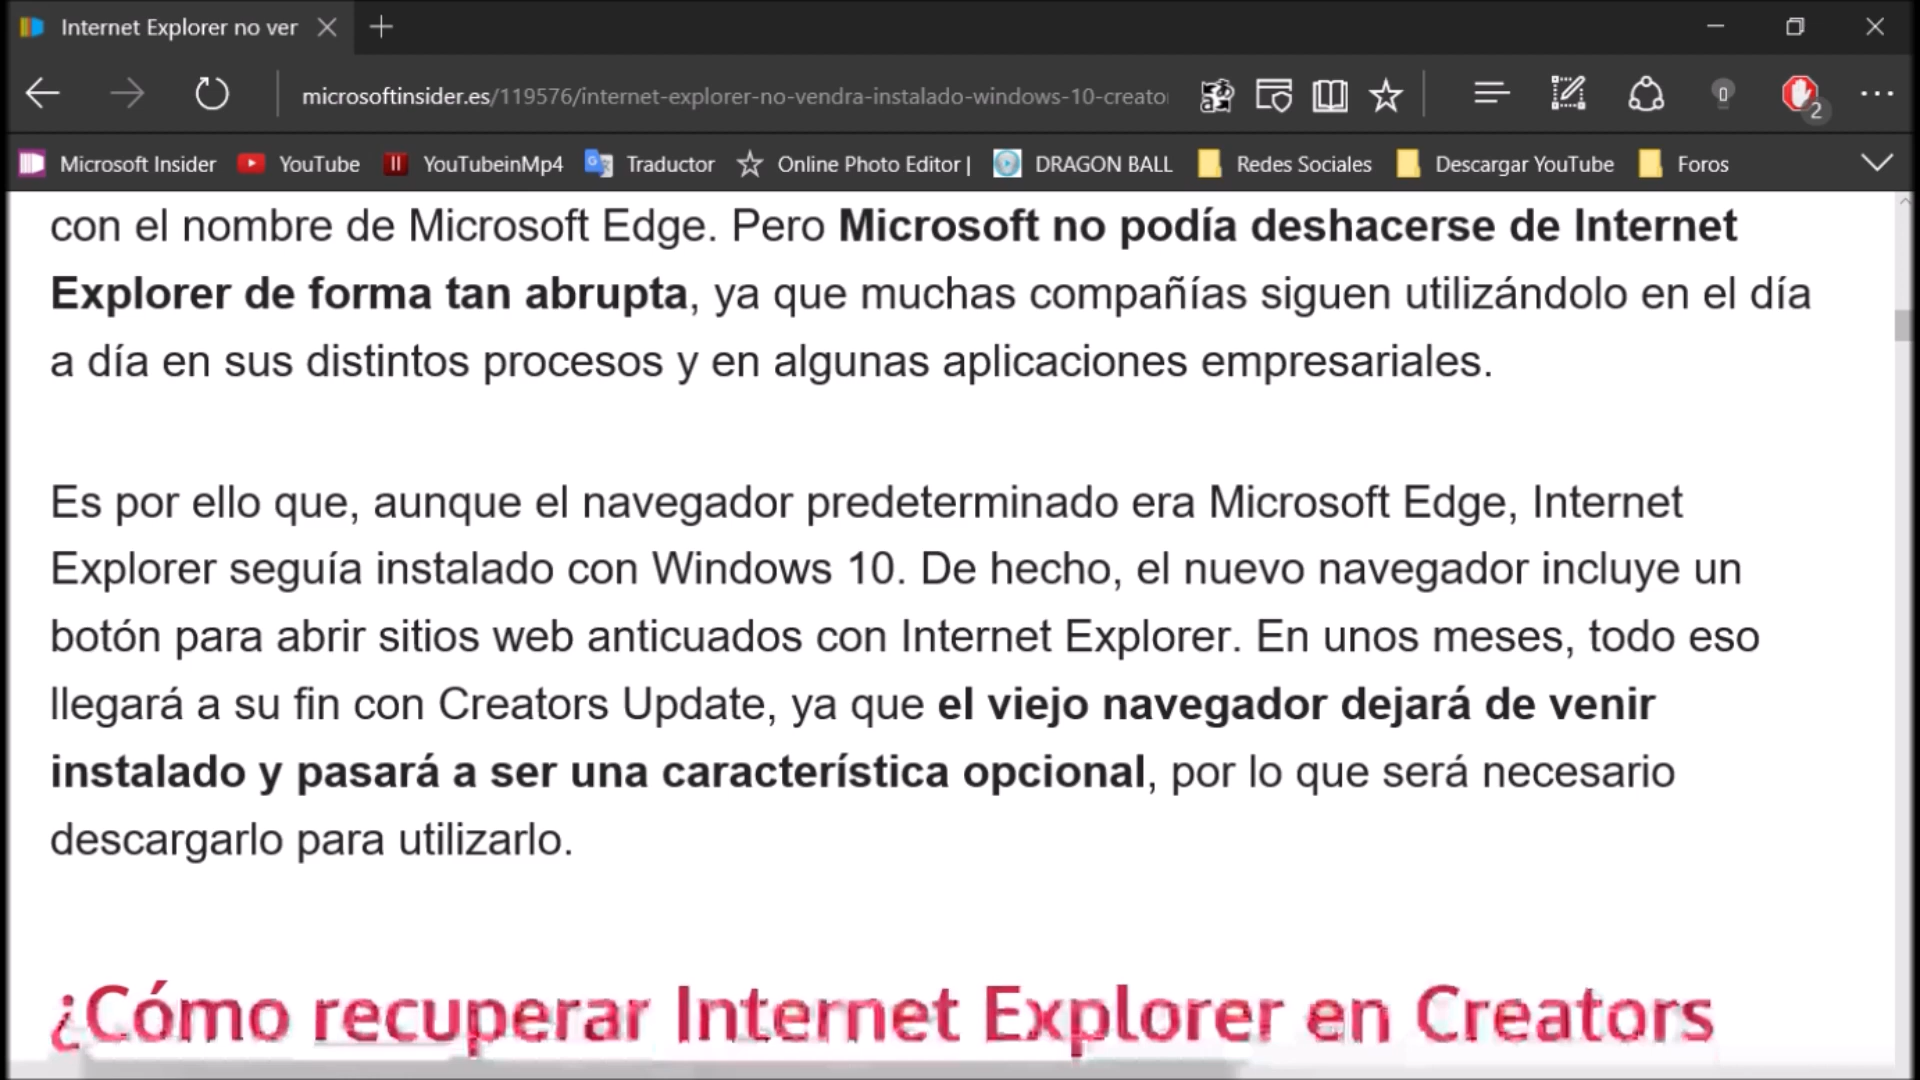 Internet Explorer no ver
microsoftinsider.es/119576/internet-explorer-no-vendra-instalado-windows-10-creato
2
Microsoft Insider YouTube YouTubeinMp4 Traductor Online Photo Editor | DRAGON BALL Redes Sociales Descargar YouTube Foros
con el nombre de Microsoft Edge. Pero Microsoft no podía deshacerse de Internet
Explorer de forma tan abrupta, ya que muchas compañías siguen utilizándolo en el día
a día en sus distintos procesos y en algunas aplicaciones empresariales.
Es por ello que, aunque el navegador predeterminado era Microsoft Edge, Internet
Explorer seguía instalado con Windows 10. De hecho, el nuevo navegador incluye un
botón para abrir sitios web anticuados con Internet Explorer. En unos meses, todo eso
llegará a su fin con Creators Update, ya que el viejo navegador dejará de venir
instalado y pasará a ser una característica opcional, por lo que será necesario
descargarlo para utilizarlo.
¿Cómo recuperar Internet Explorer en Creators